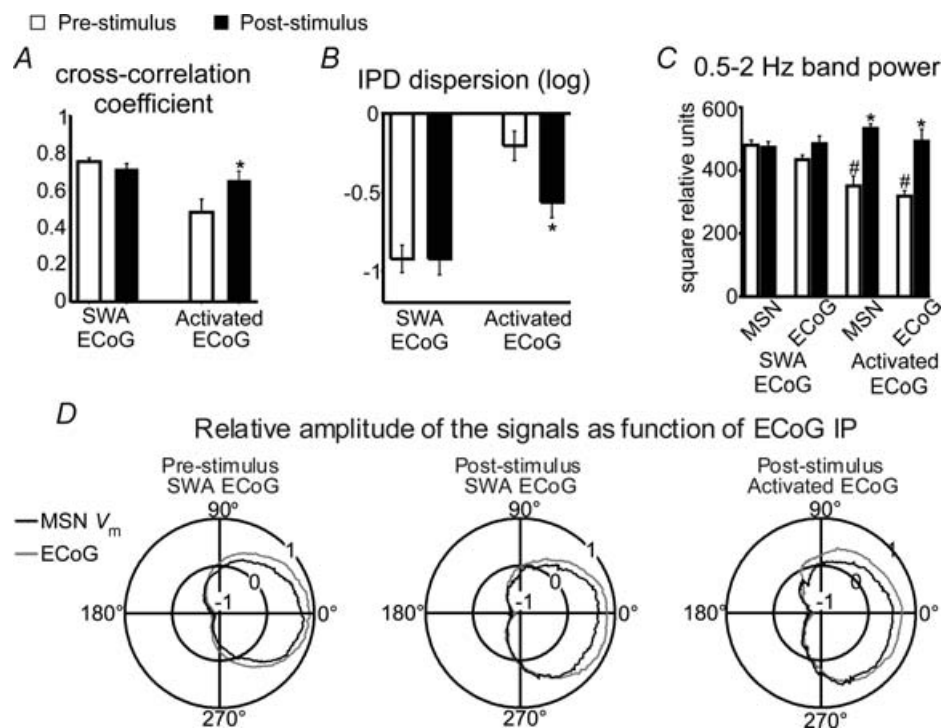 Pre-stimulus Post-stimulus
A
cross-correlation
coefficient
1
0.8
0.6
0.4
0.2
0
*
SWA
ECoG
Activated
ECoG
B
IPD dispersion (log)
0
-0.5
-1
*
SWA
ECoG
Activated
ECoG
C
0.5-2 Hz band power
square relative units
600
400
200
0
# * # *
MSN ECoG MSN ECoG
SWA
ECoG
Activated
ECoG
D
Relative amplitude of the signals as function of ECoG IP
MSN Vm
ECoG
Pre-stimulus
SWA ECoG
90°
1
0
-1
180° 0°
270°
Post-stimulus
SWA ECoG
90°
1
0
-1
180° 0°
270°
Post-stimulus
Activated ECoG
90°
1
0
-1
180° 0°
270°